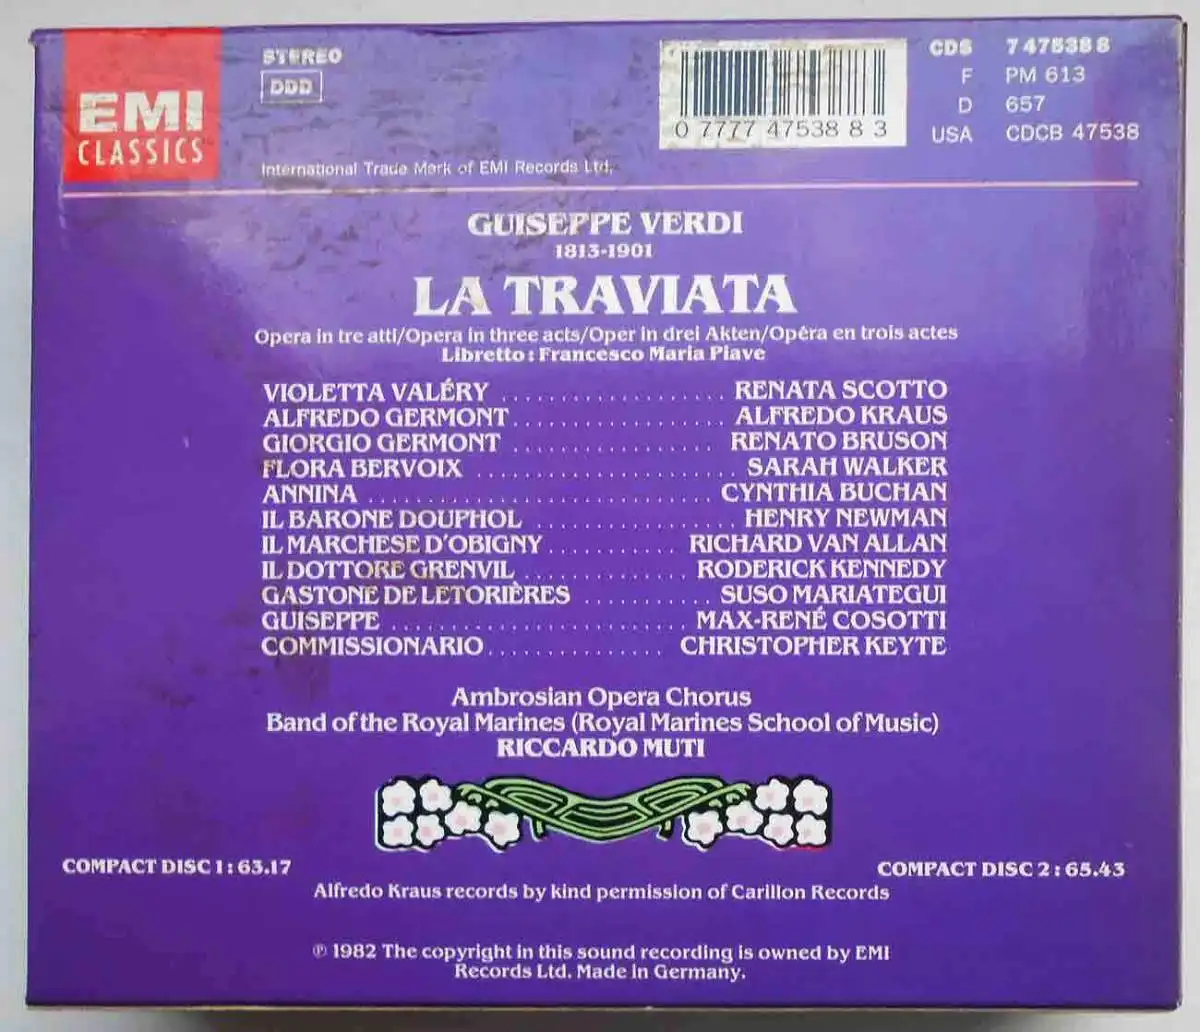 EMI
CLASSICS
STEREO
DDD
International Trade Mark of EMI Records Ltd.
0 7777 47538 8 3
CDS 7 47538 8
F PM 613
D 657
USA CDCB 47538
GUISEPPE VERDI
1813-1901
LA TRAVIATA
Opera in tre atti/Opera in three acts/Oper in drei Akten/Opéra en trois actes
Libretto: Francesco Maria Piave
VIOLETTA VALÉRY . . . . . . . . . . . . . . . . . . . RENATA SCOTTO
ALFREDO GERMONT . . . . . . . . . . . . . . . . . ALFREDO KRAUS
GIORGIO GERMONT . . . . . . . . . . . . . . . . . . RENATO BRUSON
FLORA BERVOIX . . . . . . . . . . . . . . . . . . . . . SARAH WALKER
ANNINA . . . . . . . . . . . . . . . . . . . . . . . . . . . . CYNTHIA BUCHAN
IL BARONE DOUPHOL . . . . . . . . . . . . . . . . HENRY NEWMAN
IL MARCHESE D'OBIGNY . . . . . . . . . . . RICHARD VAN ALLAN
IL DOTTORE GRENVIL . . . . . . . . . . . . . RODERICK KENNEDY
GASTONE DE LETORIÈRES . . . . . . . . . . . SUSO MARIATEGUI
GUISEPPE . . . . . . . . . . . . . . . . . . . . . . . . MAX-RENÉ COSOTTI
COMMISSIONARIO . . . . . . . . . . . . . . CHRISTOPHER KEYTE
Ambrosian Opera Chorus
Band of the Royal Marines (Royal Marines School of Music)
RICCARDO MUTI
COMPACT DISC 1: 63.17
COMPACT DISC 2: 65.43
Alfredo Kraus records by kind permission of Carillon Records
℗ 1982 The copyright in this sound recording is owned by EMI
Records Ltd. Made in Germany.